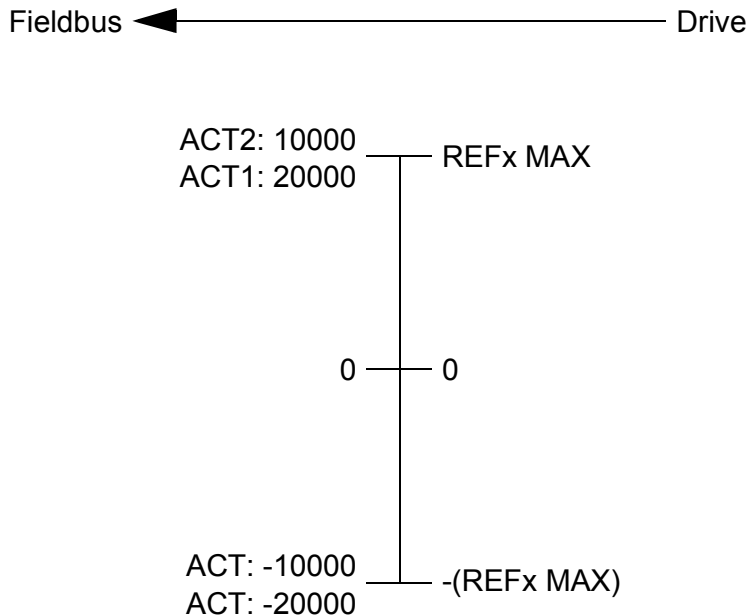 Fieldbus Drive
ACT2: 10000
ACT1: 20000
REFx MAX
0 0
ACT: -10000
ACT: -20000
-(REFx MAX)